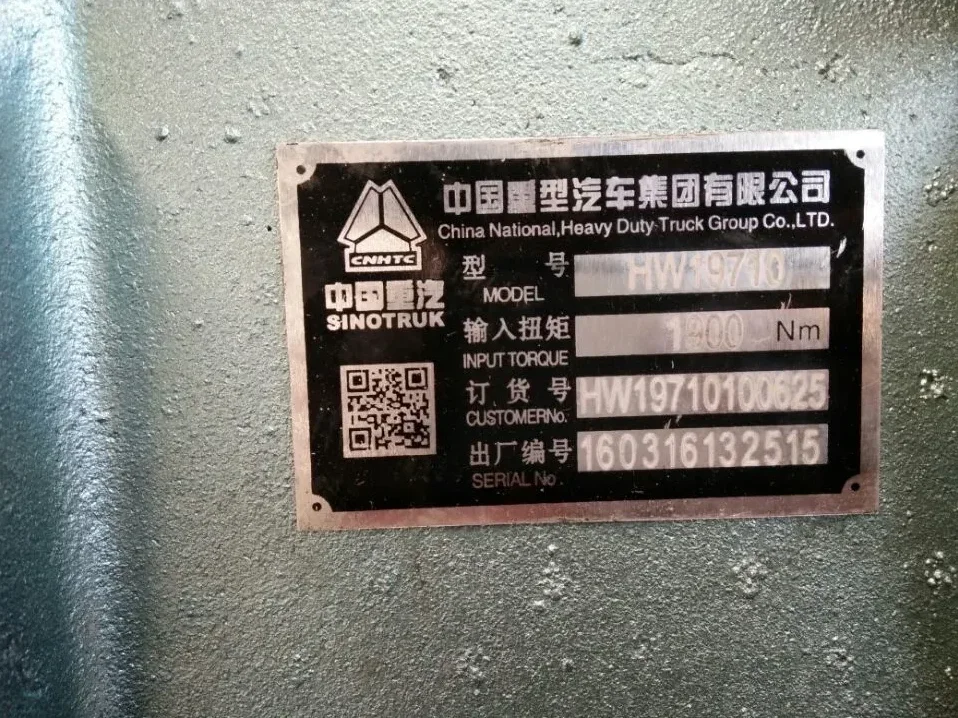 中国重型汽车集团有限公司
China National,Heavy Duty Truck Group Co.,LTD.
CNHTC
中国重汽
SINOTRUK
型 号 HW19710
MODEL
输入扭矩 Nm
INPUT TORQUE
订货号 HW19710100625
CUSTOMERNo.
出厂编号 160316132515
SERIAL No.